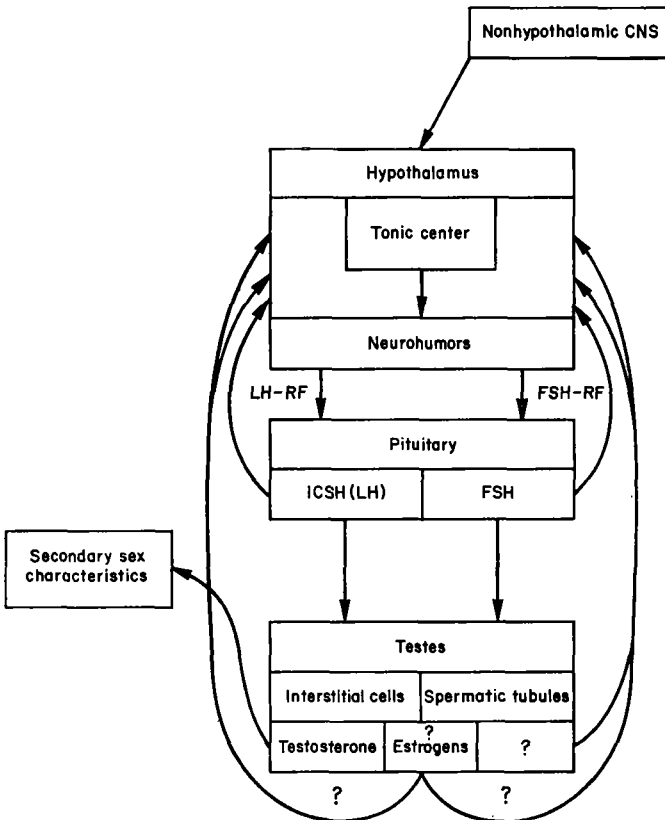 Nonhypothalamic CNS
Hypothalamus
Tonic center
Neurohumors
LH-RF
FSH-RF
Pituitary
ICSH (LH)
FSH
Secondary sex
characteristics
Testes
Interstitial cells
Spermatic tubules
?
Testosterone
Estrogens
?
?
?